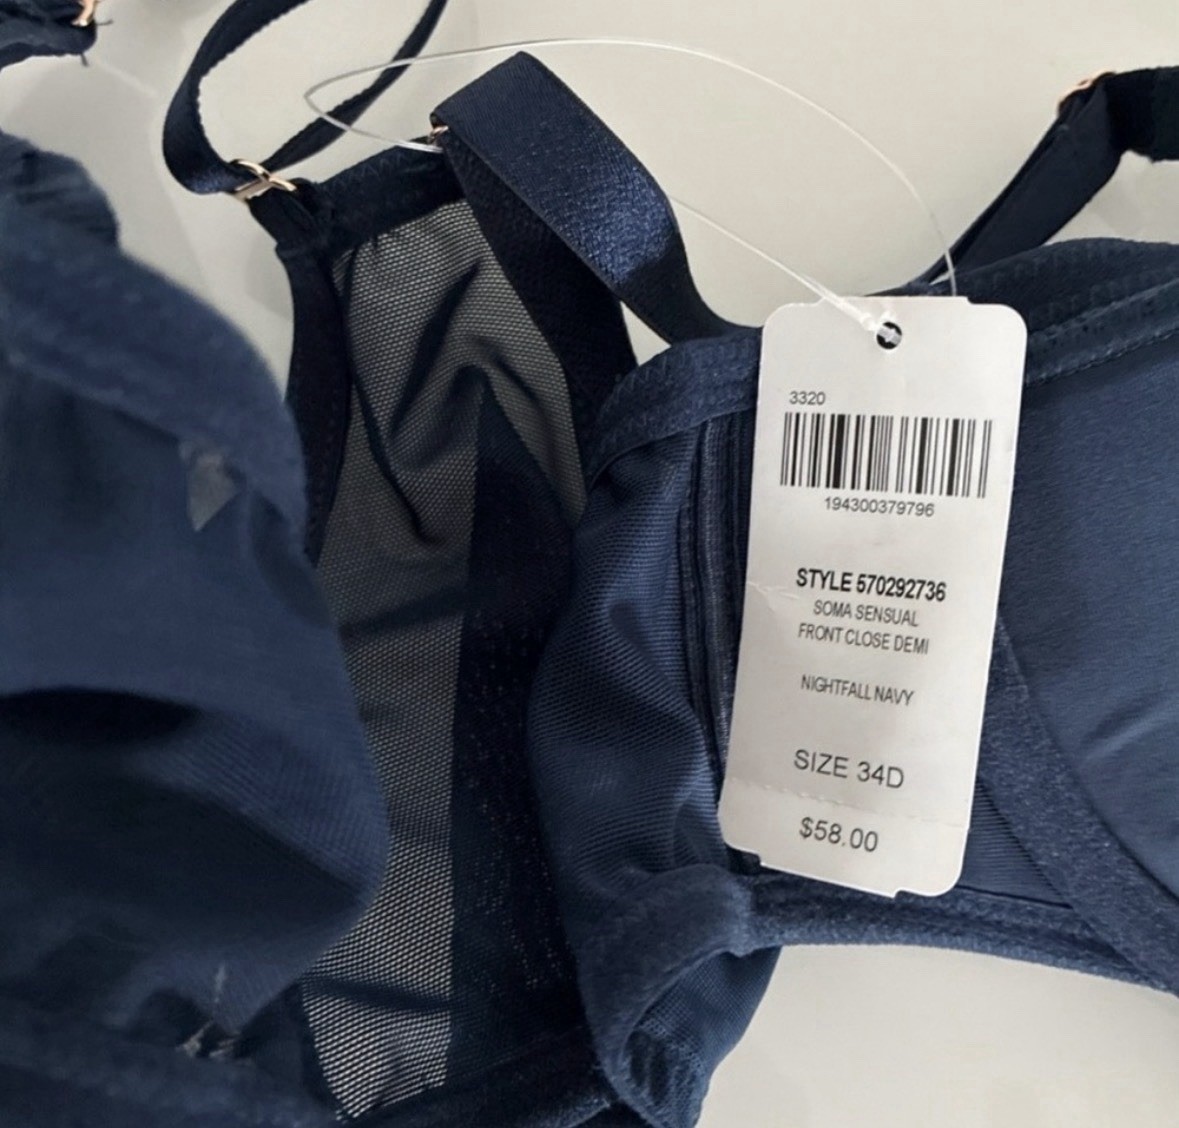 3320
194300379796
STYLE 570292736
SOMA SENSUAL
FRONT CLOSE DEMI
NIGHTFALL NAVY
SIZE 34D
$58.00